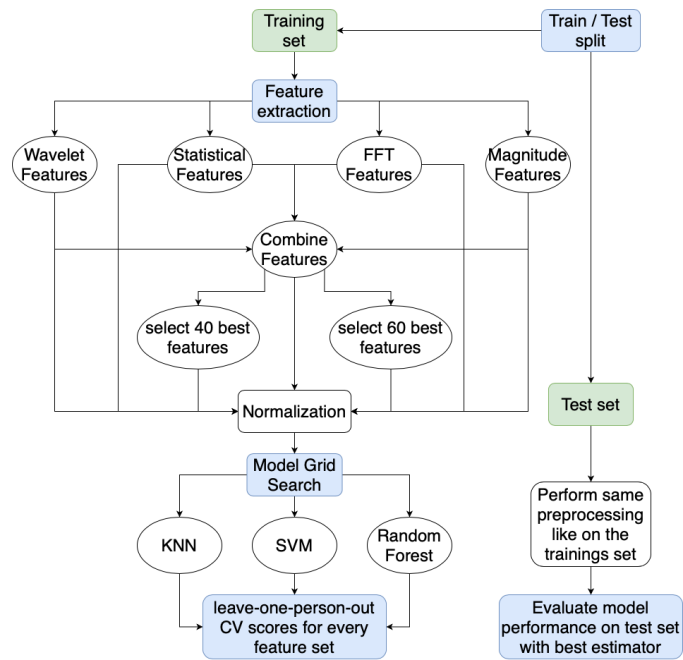 Training
set
Train / Test
split
Feature
extraction
Wavelet
Features
Statistical
Features
FFT
Features
Magnitude
Features
Combine
Features
select 40 best
features
select 60 best
features
Normalization
Test set
Model Grid
Search
KNN
SVM
Random
Forest
Perform same
preprocessing
like on the
trainings set
leave-one-person-out
CV scores for every
feature set
Evaluate model
performance on test set
with best estimator